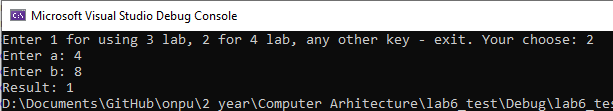 Microsoft Visual Studio Debug Console
Enter 1 for using 3 lab, 2 for 4 lab, any other key - exit. Your choose: 2
Enter a: 4
Enter b: 8
Result: 1
D:\Documents\GitHub\onpu\2 year\Computer Arhitecture\lab6_test\Debug\lab6_te